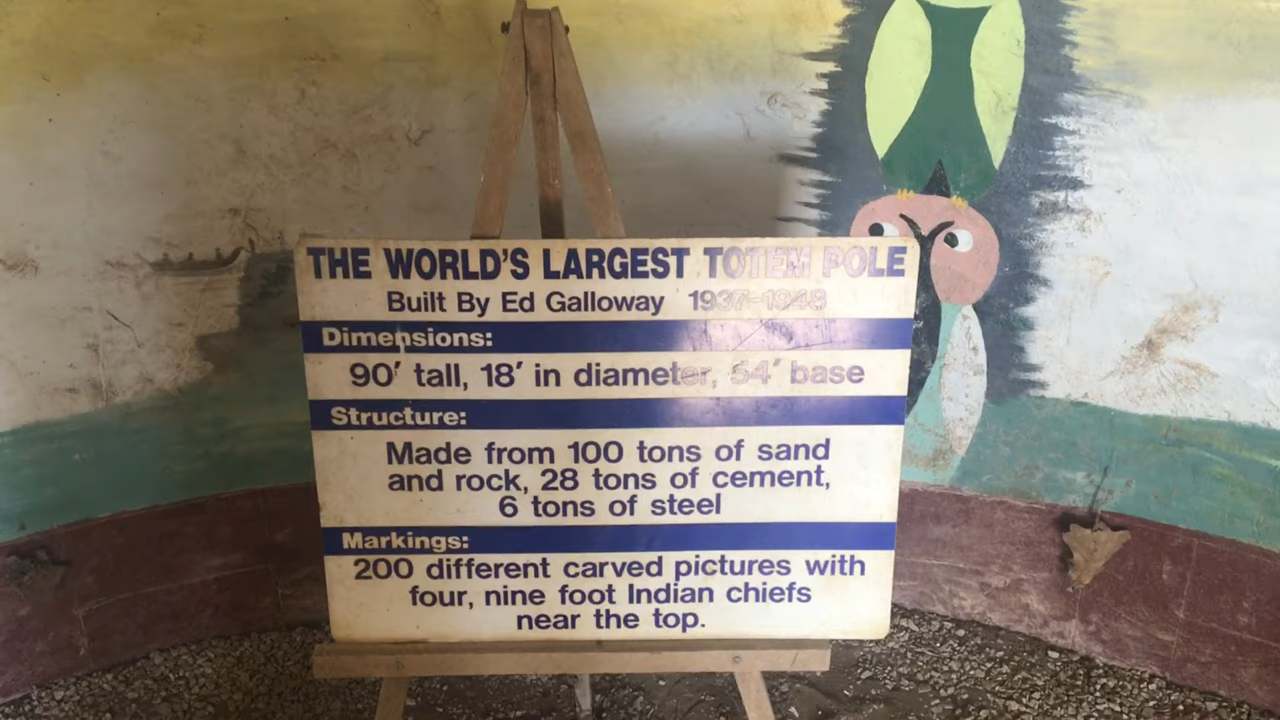 THE WORLD'S LARGEST TOTEM POLE
Built By Ed Galloway 1937-1948
Dimensions:
90' tall, 18' in diameter, 54' base
Structure:
Made from 100 tons of sand
and rock, 28 tons of cement,
6 tons of steel
Markings:
200 different carved pictures with
four, nine foot Indian chiefs
near the top.